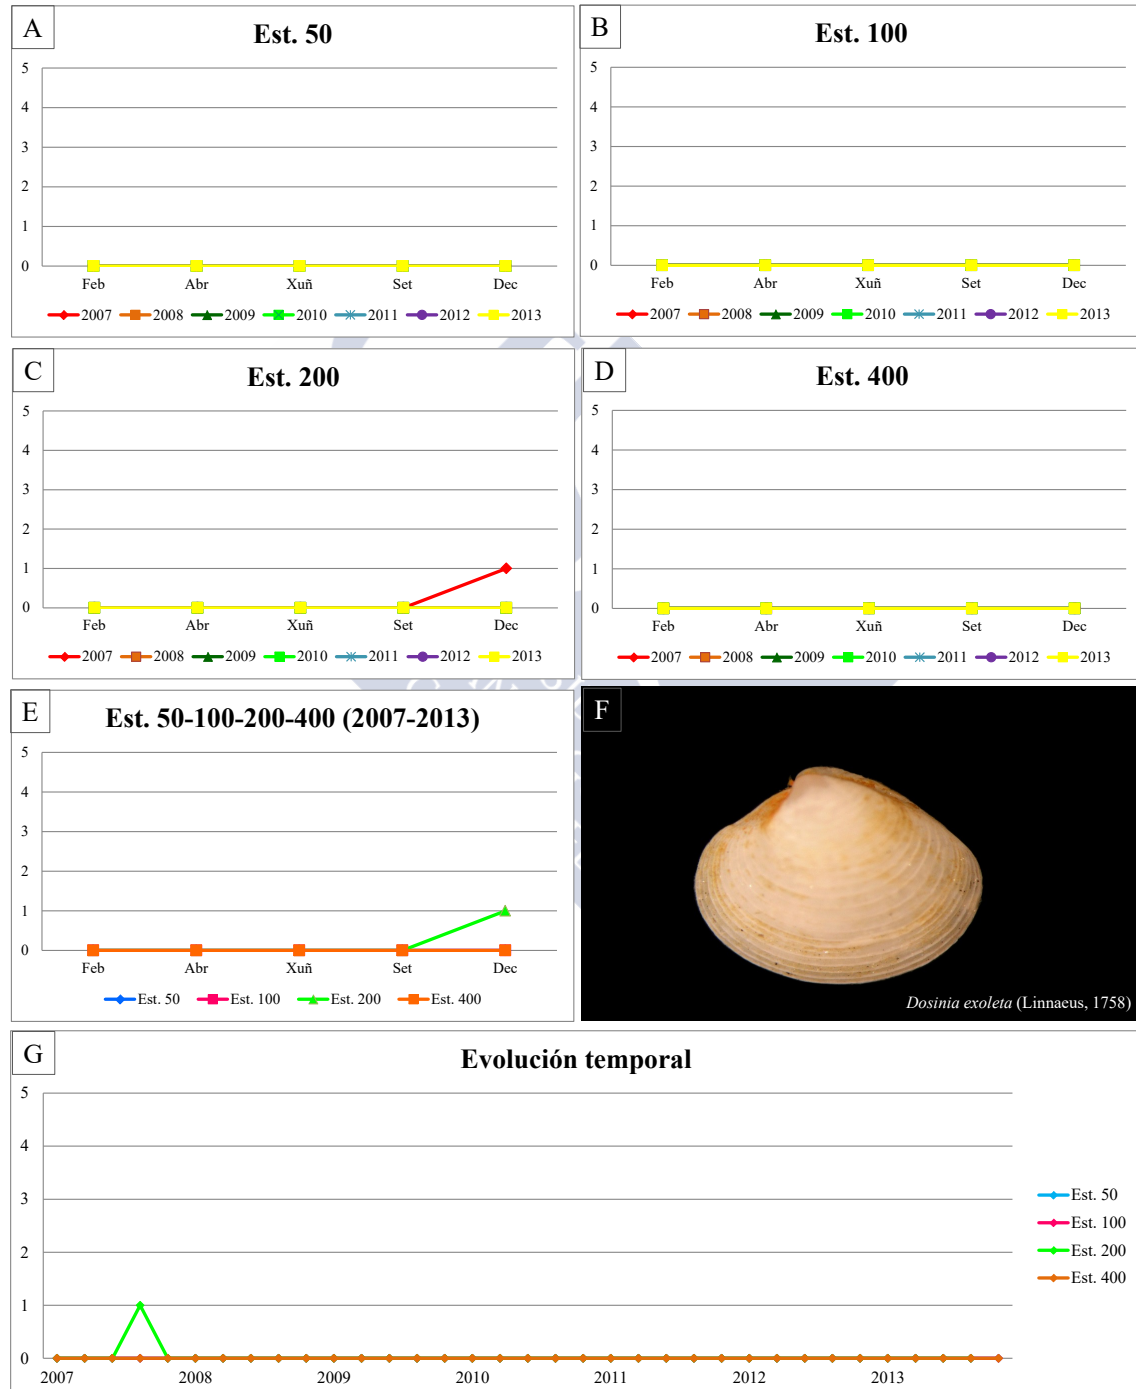 A
Est. 50
5
4
3
2
1
0
Feb Abr Xuñ Set Dec
2007 2008 2009 2010 2011 2012 2013
B
Est. 100
5
4
3
2
1
0
Feb Abr Xuñ Set Dec
2007 2008 2009 2010 2011 2012 2013
C
Est. 200
5
4
3
2
1
0
Feb Abr Xuñ Set Dec
2007 2008 2009 2010 2011 2012 2013
D
Est. 400
5
4
3
2
1
0
Feb Abr Xuñ Set Dec
2007 2008 2009 2010 2011 2012 2013
E
Est. 50-100-200-400 (2007-2013)
5
4
3
2
1
0
Feb Abr Xuñ Set Dec
Est. 50 Est. 100 Est. 200 Est. 400
F
Dosinia exoleta (Linnaeus, 1758)
G
Evolución temporal
5
4
3
2
1
0
2007 2008 2009 2010 2011 2012 2013
Est. 50
Est. 100
Est. 200
Est. 400